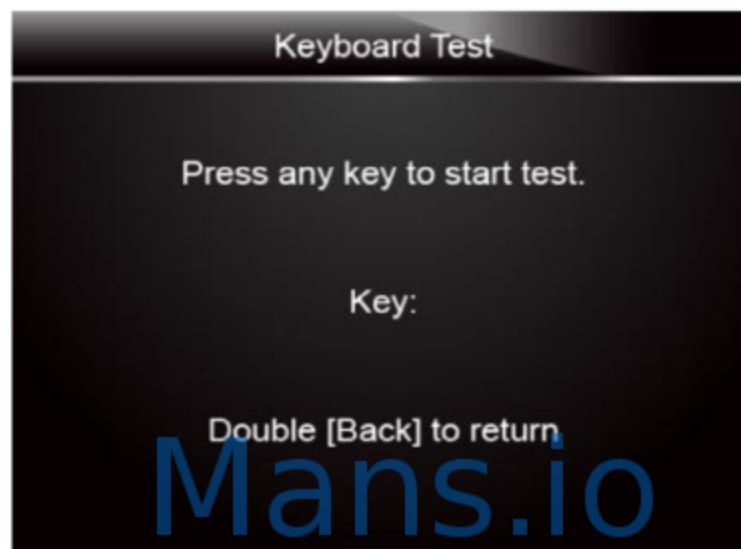 Keyboard Test
Press any key to start test.
Key:
Double [Back] to return
Mans.io